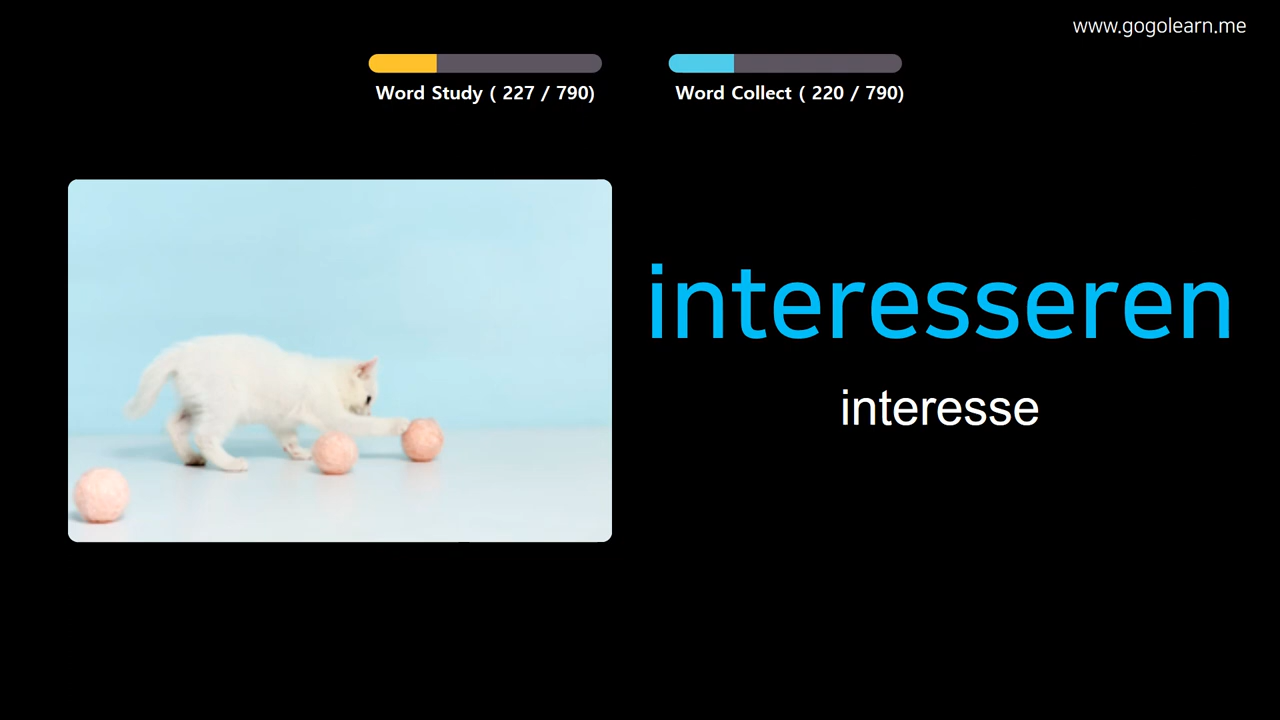 www.gogolearn.me
Word Study ( 227 / 790)
Word Collect ( 220 / 790)
interesseren
interesse